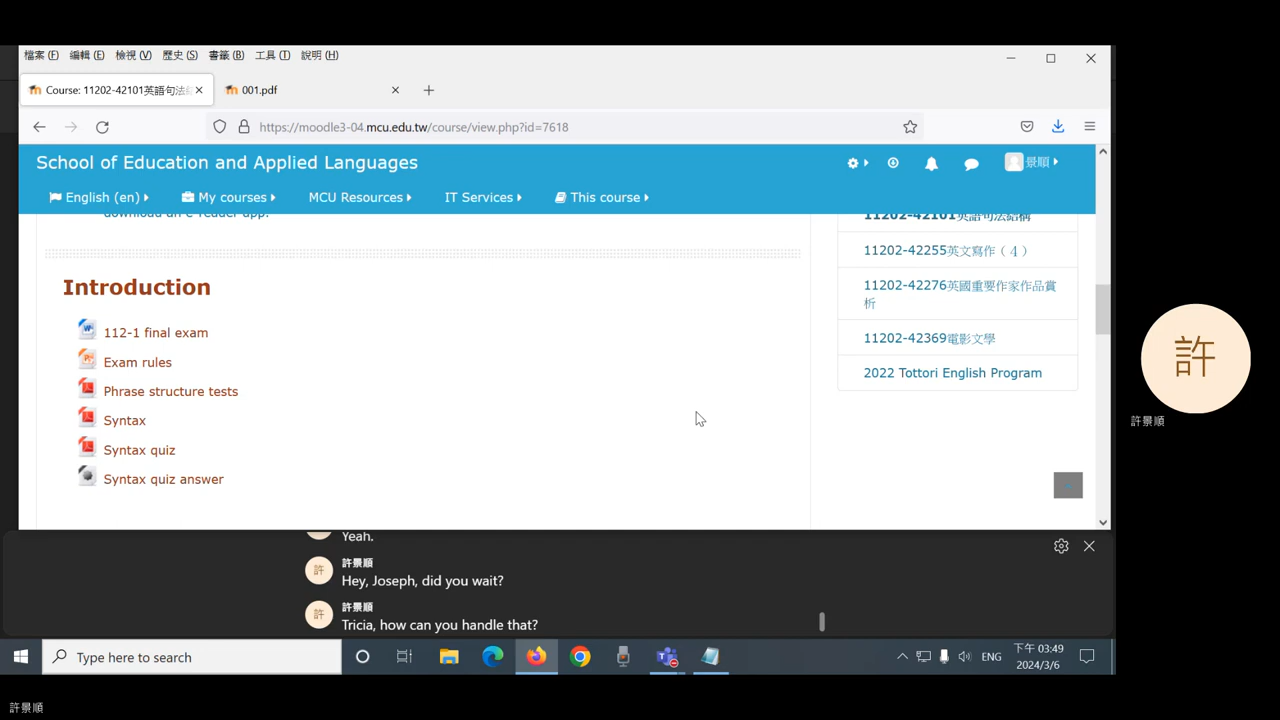 檔案 (F) 編輯 (E) 檢視 (V) 歷史 (S) 書籤 (B) 工具 (T) 說明 (H)
Course: 11202-42101英語句法結
001.pdf
https://moodle3-04.mcu.edu.tw/course/view.php?id=7618
School of Education and Applied Languages
景順
English (en)
My courses
MCU Resources
IT Services
This course
download an e-reader app.
11202-42101英語句法結構
Introduction
11202-42255英文寫作（4）
11202-42276英國重要作家作品賞
析
112-1 final exam
11202-42369電影文學
Exam rules
2022 Tottori English Program
Phrase structure tests
Syntax
Syntax quiz
Syntax quiz answer
許
許景順
Yeah.
許
許景順
Hey, Joseph, did you wait?
許
許景順
Tricia, how can you handle that?
Type here to search
ENG
下午 03:49
2024/3/6
許景順